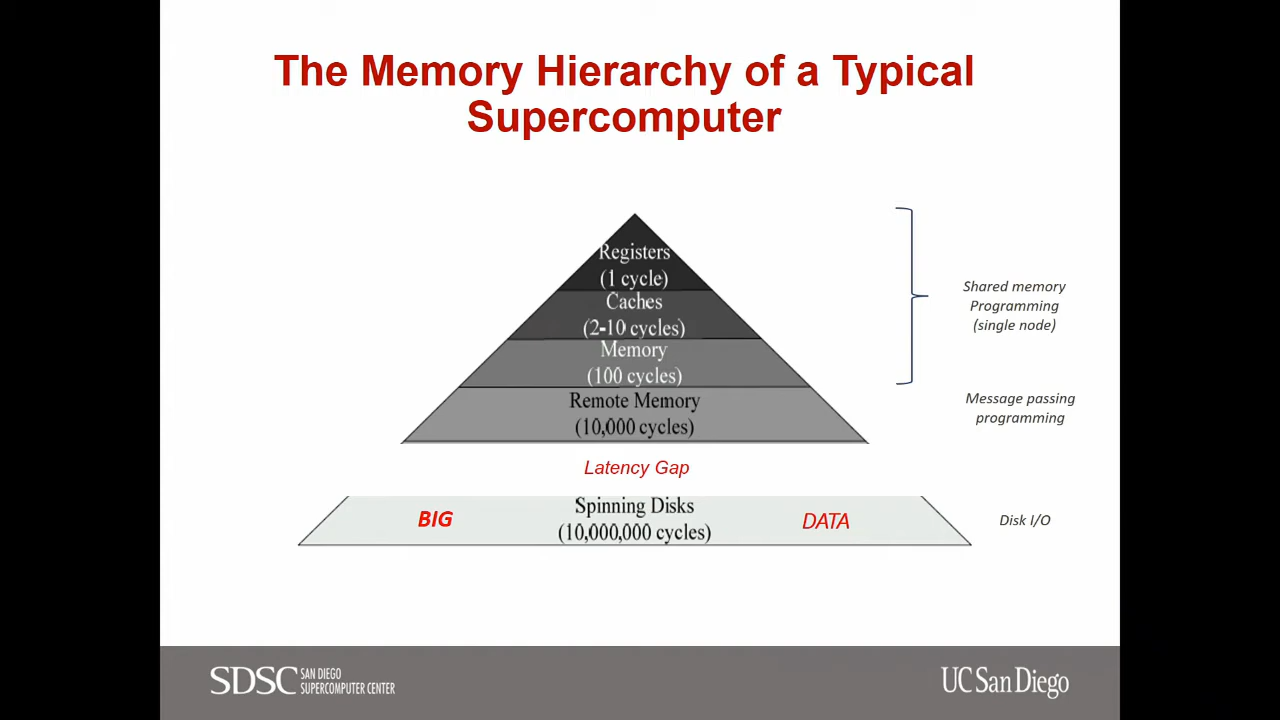 The Memory Hierarchy of a Typical
Supercomputer
Registers
(1 cycle)
Caches
(2-10 cycles)
Memory
(100 cycles)
Remote Memory
(10,000 cycles)
Latency Gap
BIG
Spinning Disks
(10,000,000 cycles)
DATA
Shared memory
Programming
(single node)
Message passing
programming
Disk I/O
SDSC
SAN DIEGO
SUPERCOMPUTER CENTER
UC San Diego